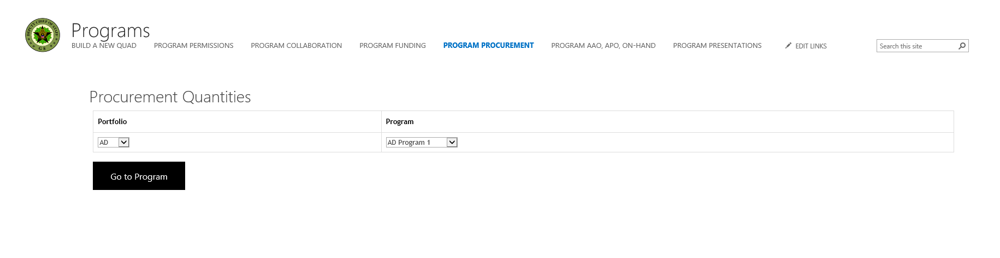 DEPUTY CHIEF OF STAFF
G 8
Programs
BUILD A NEW QUAD PROGRAM PERMISSIONS PROGRAM COLLABORATION PROGRAM FUNDING PROGRAM PROCUREMENT PROGRAM AAO, APO, ON-HAND PROGRAM PRESENTATIONS EDIT LINKS Search this site
Procurement Quantities
Portfolio Program
AD AD Program 1
Go to Program